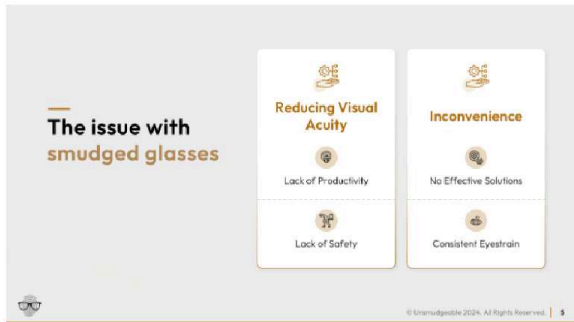 The issue with
smudged glasses
Reducing Visual
Acuity
Lack of Productivity
Lack of Safety
Inconvenience
No Effective Solutions
Consistent Eyestrain
© Unsmudgeable 2024. All Rights Reserved. | 5